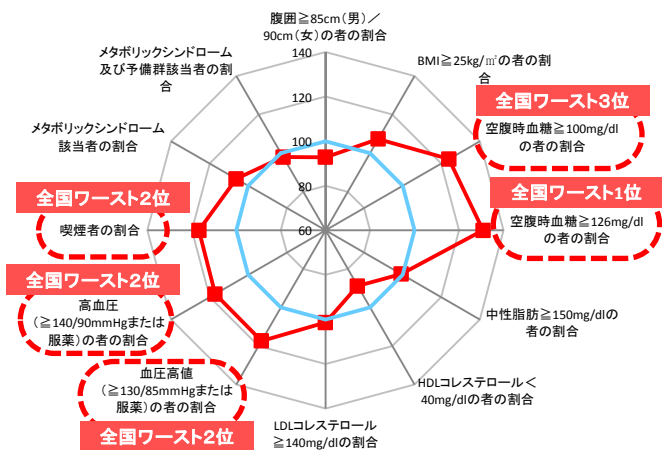 腹囲≧85cm（男）／
90cm（女）の者の割合
BMI≧25kg/㎡の者の割
合
全国ワースト3位
空腹時血糖≧100mg/dl
の者の割合
全国ワースト1位
空腹時血糖≧126mg/dl
の者の割合
中性脂肪≧150mg/dlの
者の割合
HDLコレステロール＜
40mg/dlの者の割合
LDLコレステロール
≧140mg/dlの割合
血圧高値
（≧130/85mmHgまたは
服薬）の者の割合
全国ワースト2位
全国ワースト2位
高血圧
（≧140/90mmHgまたは
服薬）の者の割合
全国ワースト2位
喫煙者の割合
メタボリックシンドローム
該当者の割合
メタボリックシンドローム
及び予備群該当者の割
合
140
120
100
80
60